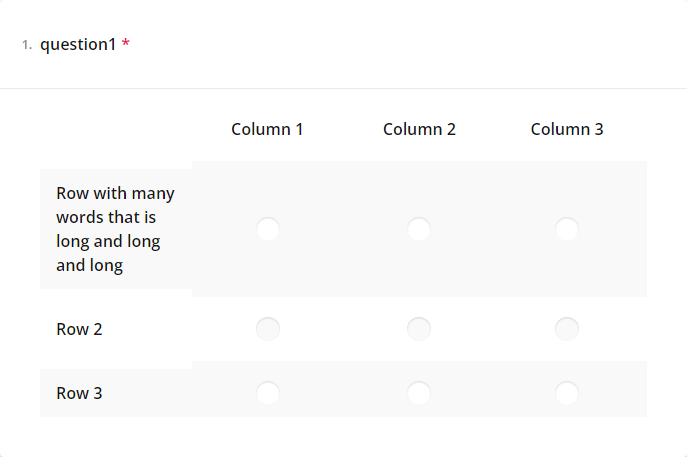 1. question1 *
Column 1 Column 2 Column 3
Row with many
words that is
long and long
and long
Row 2
Row 3